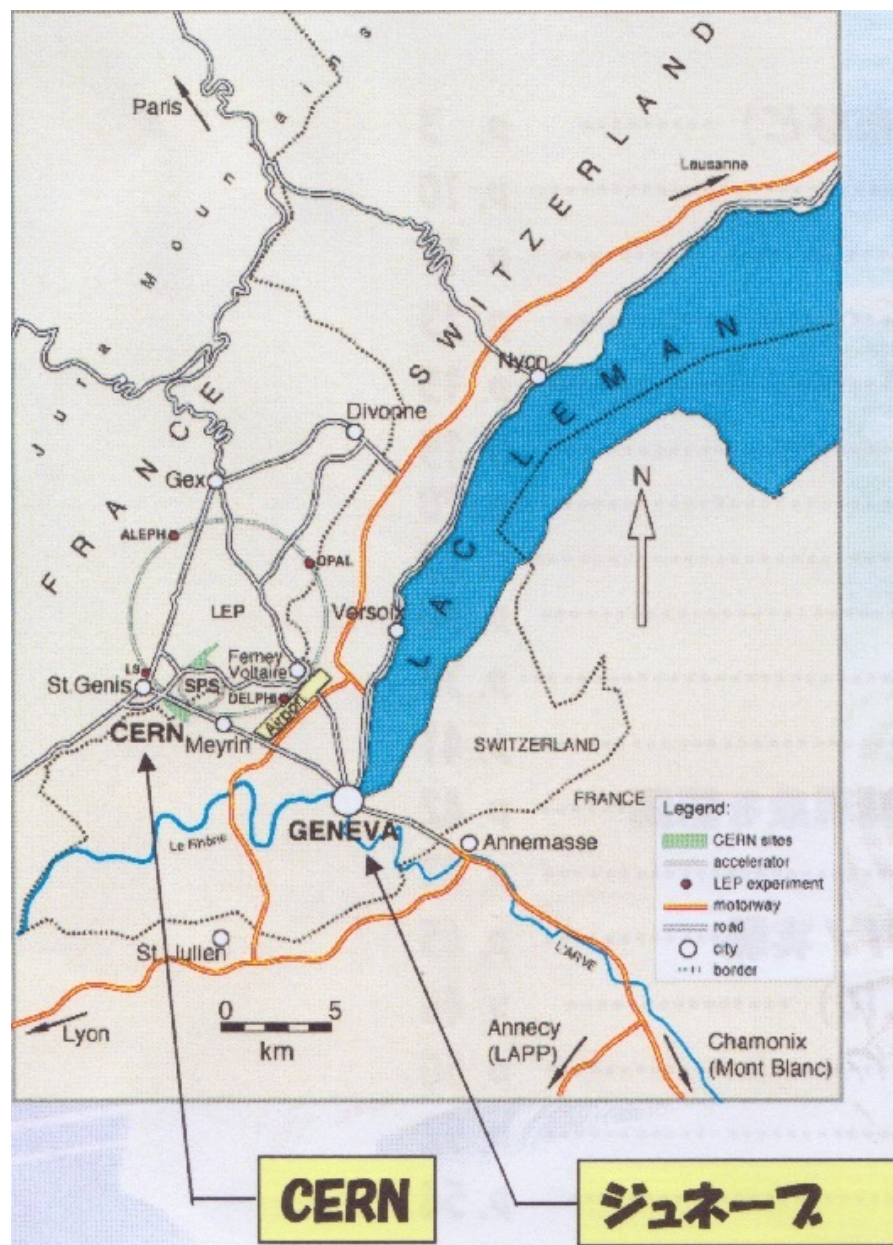 Paris
Jura Mountains
FRANCE
SWITZERLAND
Lausanne
LAC LEMAN
Nyon
Divonne
Gex
N
ALEPH
OPAL
LEP
Versoix
Ferney
Voltaire
L3
St.Genis
SPS
DELPHI
Airport
CERN
Meyrin
SWITZERLAND
FRANCE
GENEVA
Le Rhône
Annemasse
Legend:
CERN sites
accelerator
LEP experiment
motorway
road
city
border
St. Julien
L'ARVE
0 5
km
Lyon
Annecy
(LAPP)
Chamonix
(Mont Blanc)
CERN
ジュネーブ